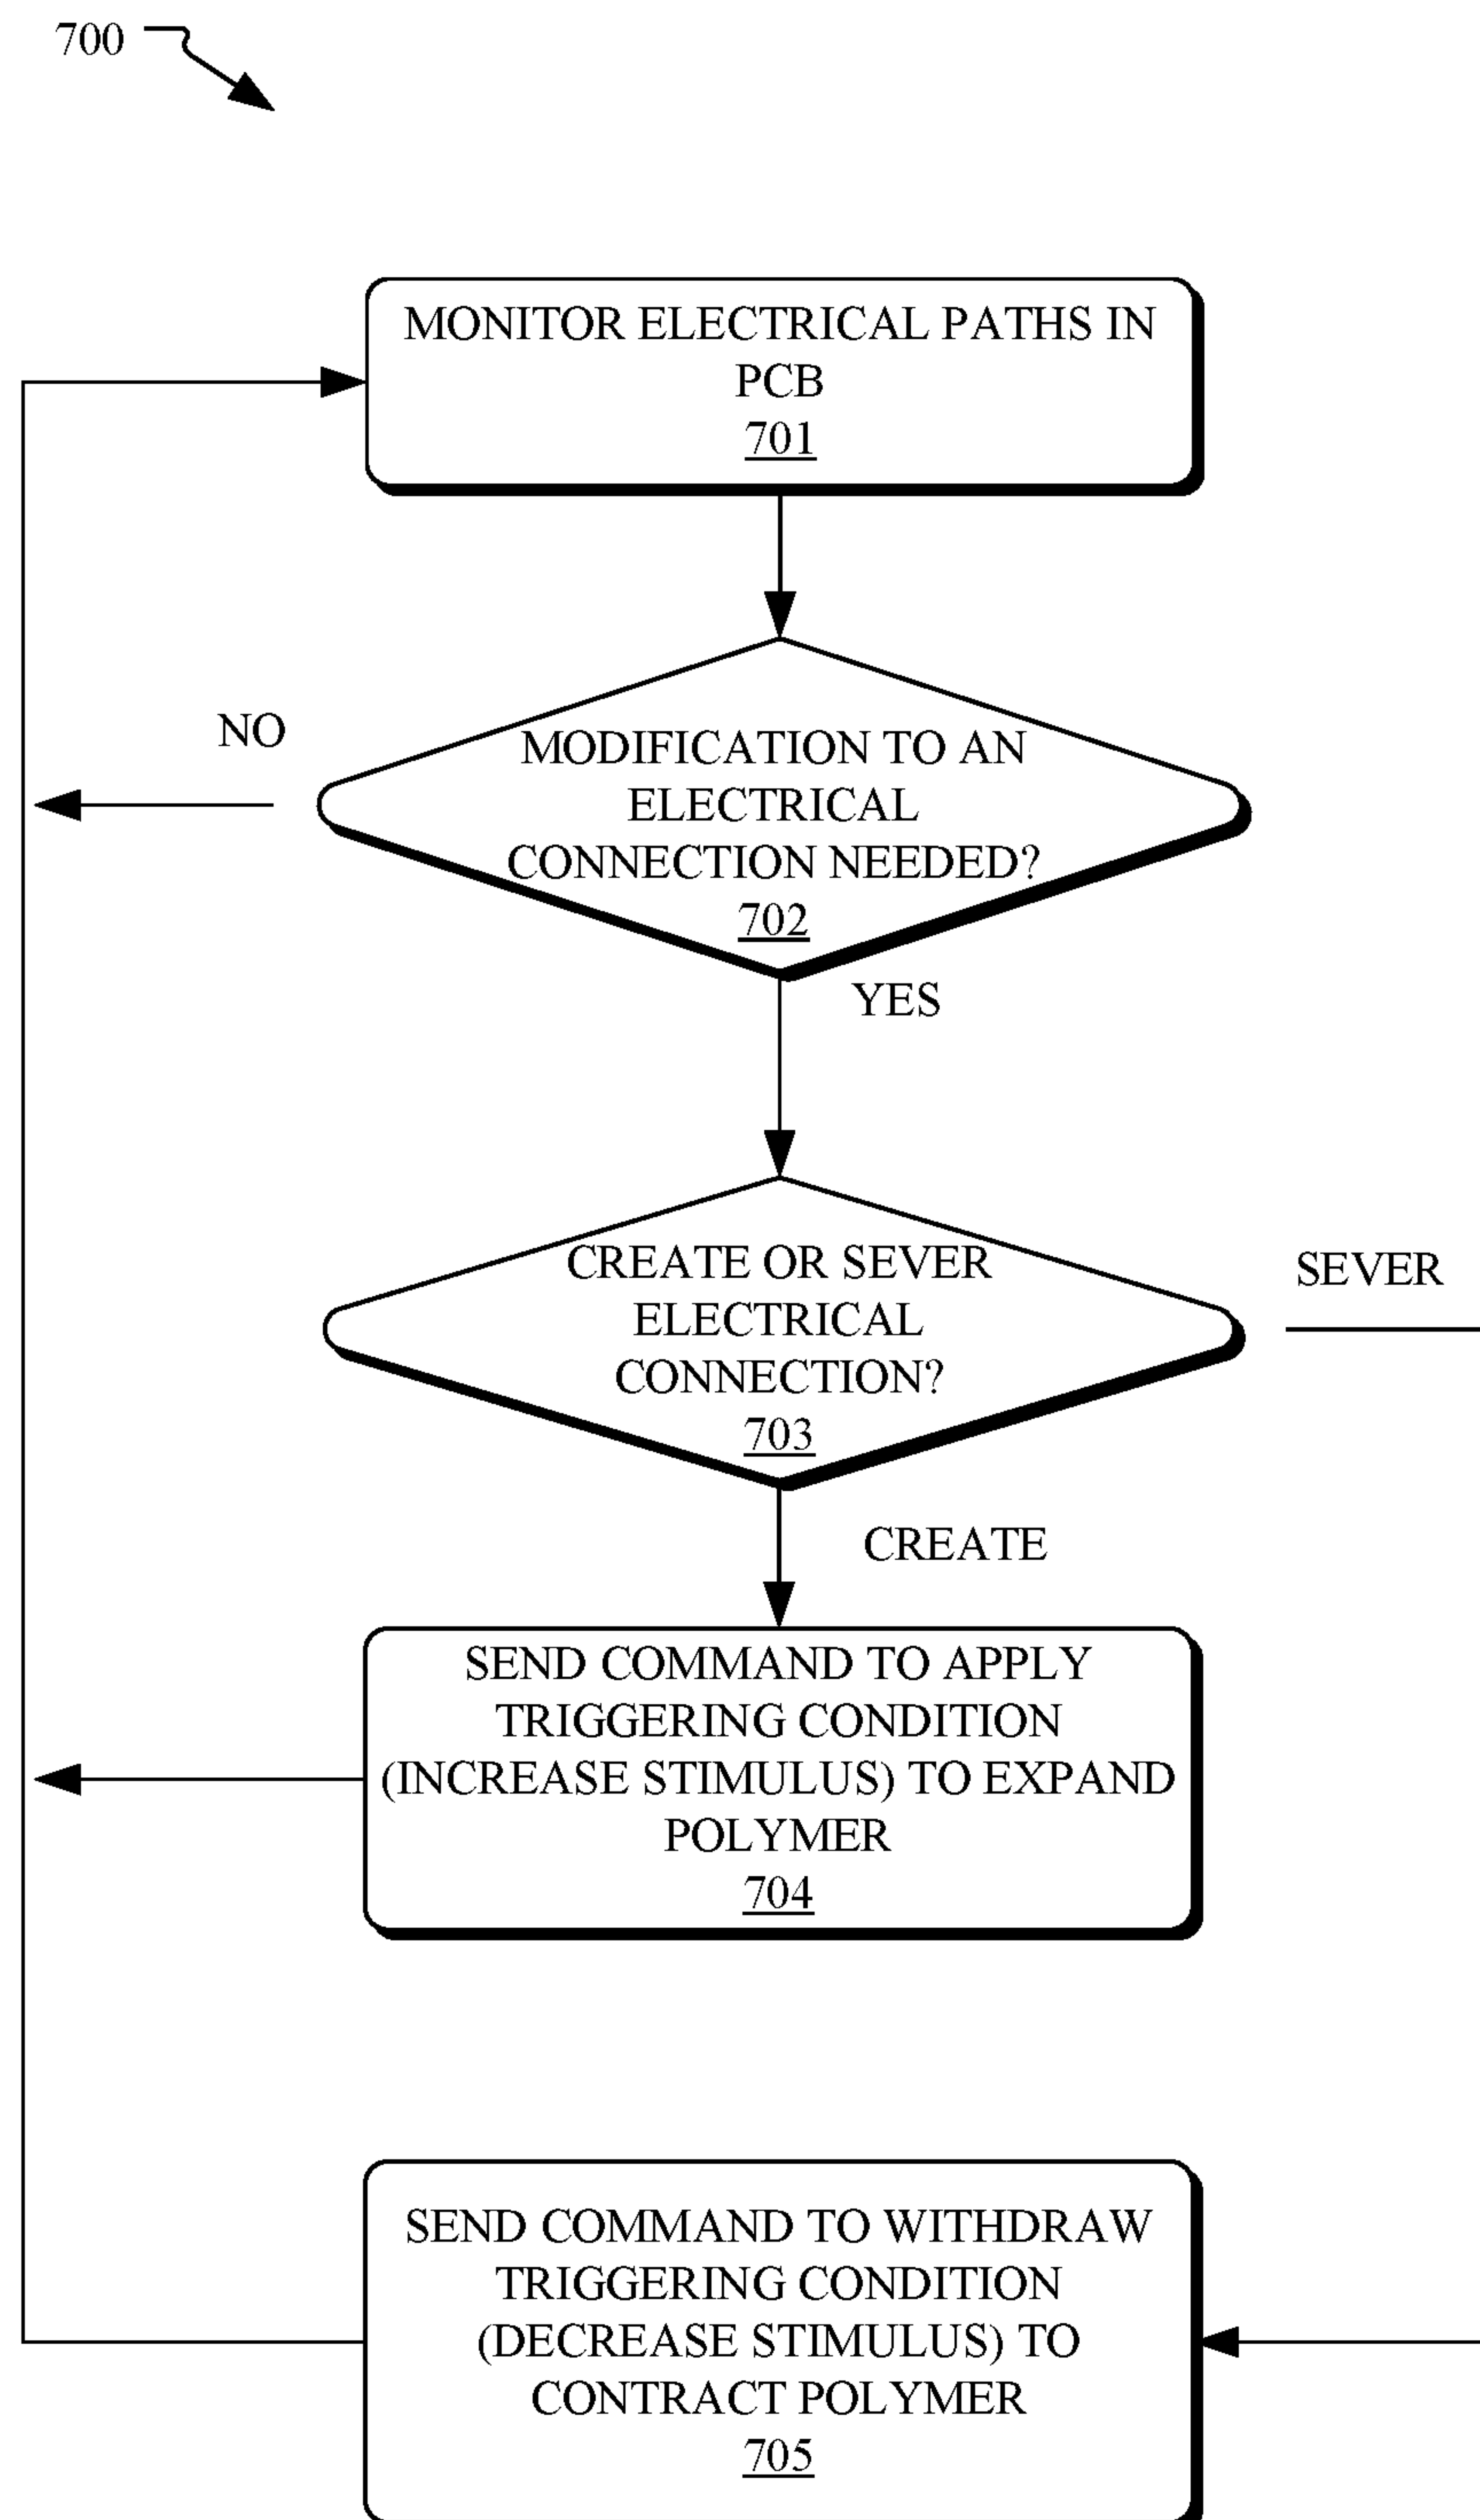 700
MONITOR ELECTRICAL PATHS IN
PCB
701
NO
MODIFICATION TO AN
ELECTRICAL
CONNECTION NEEDED?
702
YES
CREATE OR SEVER
ELECTRICAL
CONNECTION?
703
SEVER
CREATE
SEND COMMAND TO APPLY
TRIGGERING CONDITION
(INCREASE STIMULUS) TO EXPAND
POLYMER
704
SEND COMMAND TO WITHDRAW
TRIGGERING CONDITION
(DECREASE STIMULUS) TO
CONTRACT POLYMER
705